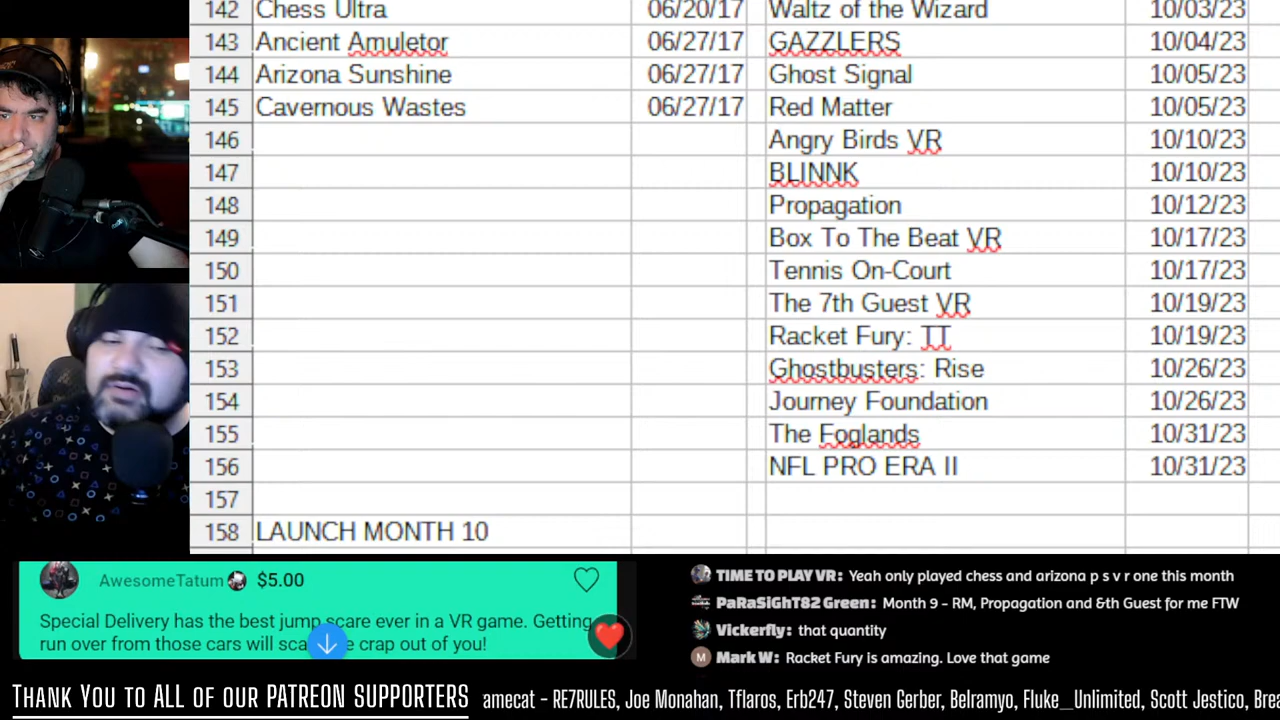 142 Chess Ultra 06/20/17 Waltz of the Wizard 10/03/23
143 Ancient Amuletor 06/27/17 GAZZLERS 10/04/23
144 Arizona Sunshine 06/27/17 Ghost Signal 10/05/23
145 Cavernous Wastes 06/27/17 Red Matter 10/05/23
146 Angry Birds VR 10/10/23
147 BLINNK 10/10/23
148 Propagation 10/12/23
149 Box To The Beat VR 10/17/23
150 Tennis On-Court 10/17/23
151 The 7th Guest VR 10/19/23
152 Racket Fury: TT 10/19/23
153 Ghostbusters: Rise 10/26/23
154 Journey Foundation 10/26/23
155 The Foglands 10/31/23
156 NFL PRO ERA II 10/31/23
157
158 LAUNCH MONTH 10
AwesomeTatum $5.00
Special Delivery has the best jump scare ever in a VR game. Getting
run over from those cars will crap out of you!
TIME TO PLAY VR: Yeah only played chess and arizona p s v r one this month
PaRaSiGhT82 Green: Month 9 - RM, Propagation and &th Guest for me FTW
Vickerfly: that quantity
M Mark W: Racket Fury is amazing. Love that game
THANK YOU TO ALL OF OUR PATREON SUPPORTERS amecat - RE7RULES, Joe Monahan, Tflaros, Erb247, Steven Gerber, Belramyo, Fluke_Unlimited, Scott Jestico, Brea